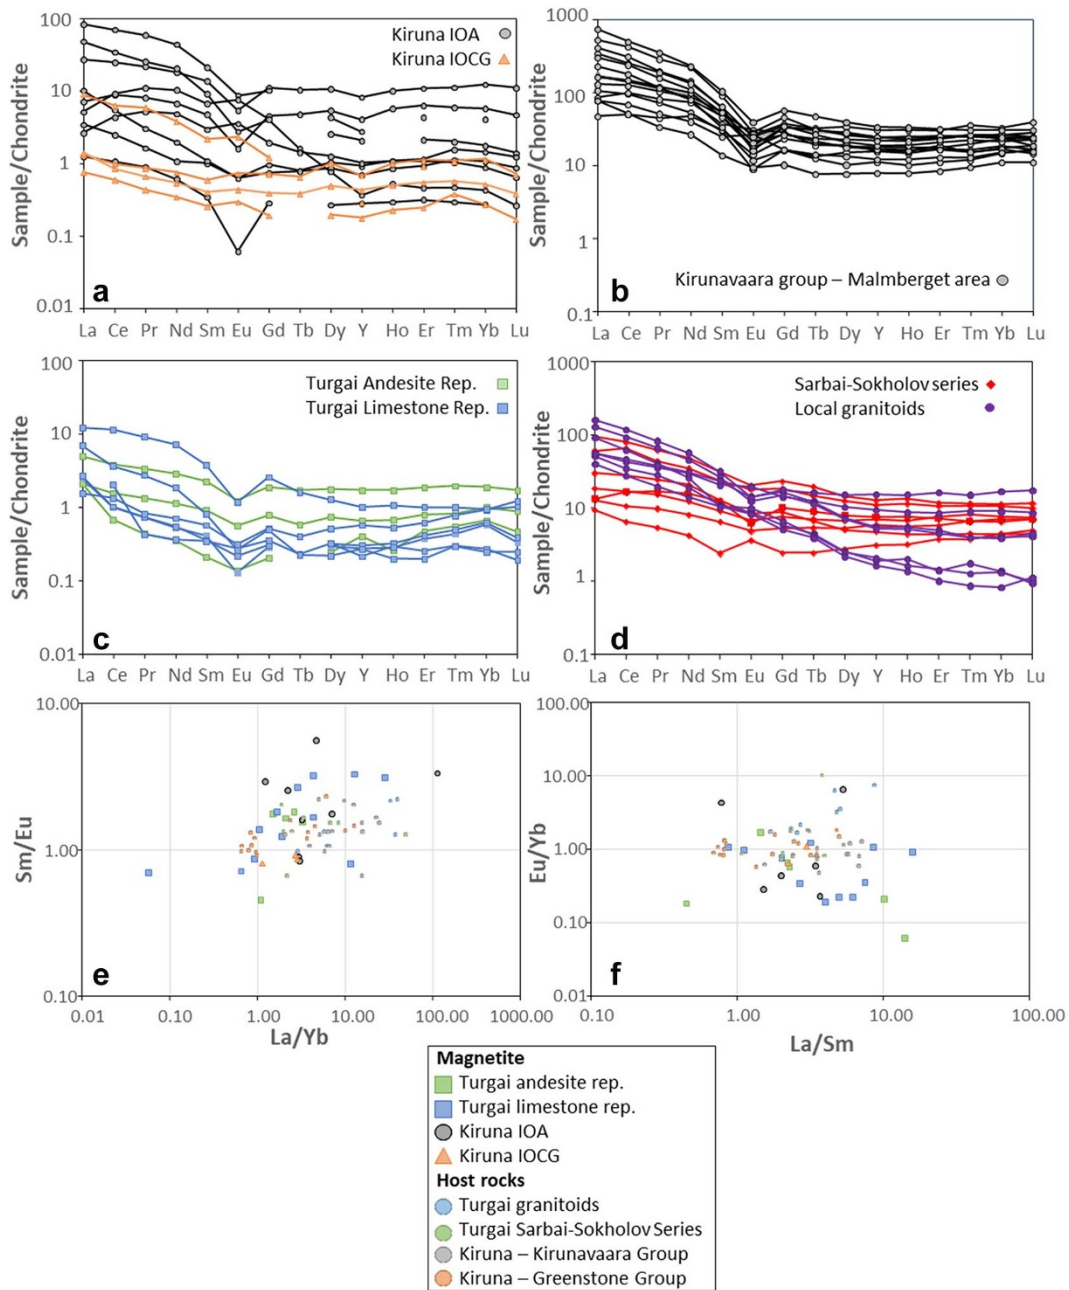 100
10
1
0.1
0.01
Sample/Chondrite
Kiruna IOA
Kiruna IOCG
a
La Ce Pr Nd Sm Eu Gd Tb Dy Y Ho Er Tm Yb Lu
1000
100
10
1
0.1
Sample/Chondrite
Kirunavaara group – Malmberget area
b
La Ce Pr Nd Sm Eu Gd Tb Dy Y Ho Er Tm Yb Lu
100
10
1
0.1
0.01
Sample/Chondrite
Turgai Andesite Rep.
Turgai Limestone Rep.
c
La Ce Pr Nd Sm Eu Gd Tb Dy Y Ho Er Tm Yb Lu
1000
100
10
1
0.1
Sample/Chondrite
Sarbai-Sokholov series
Local granitoids
d
La Ce Pr Nd Sm Eu Gd Tb Dy Y Ho Er Tm Yb Lu
10.00
1.00
0.10
Sm/Eu
e
0.01 0.10 1.00 10.00 100.00 1000.00
La/Yb
100.00
10.00
1.00
0.10
0.01
Eu/Yb
f
0.10 1.00 10.00 100.00
La/Sm
Magnetite
Turgai andesite rep.
Turgai limestone rep.
Kiruna IOA
Kiruna IOCG
Host rocks
Turgai granitoids
Turgai Sarbai-Sokholov Series
Kiruna – Kirunavaara Group
Kiruna – Greenstone Group